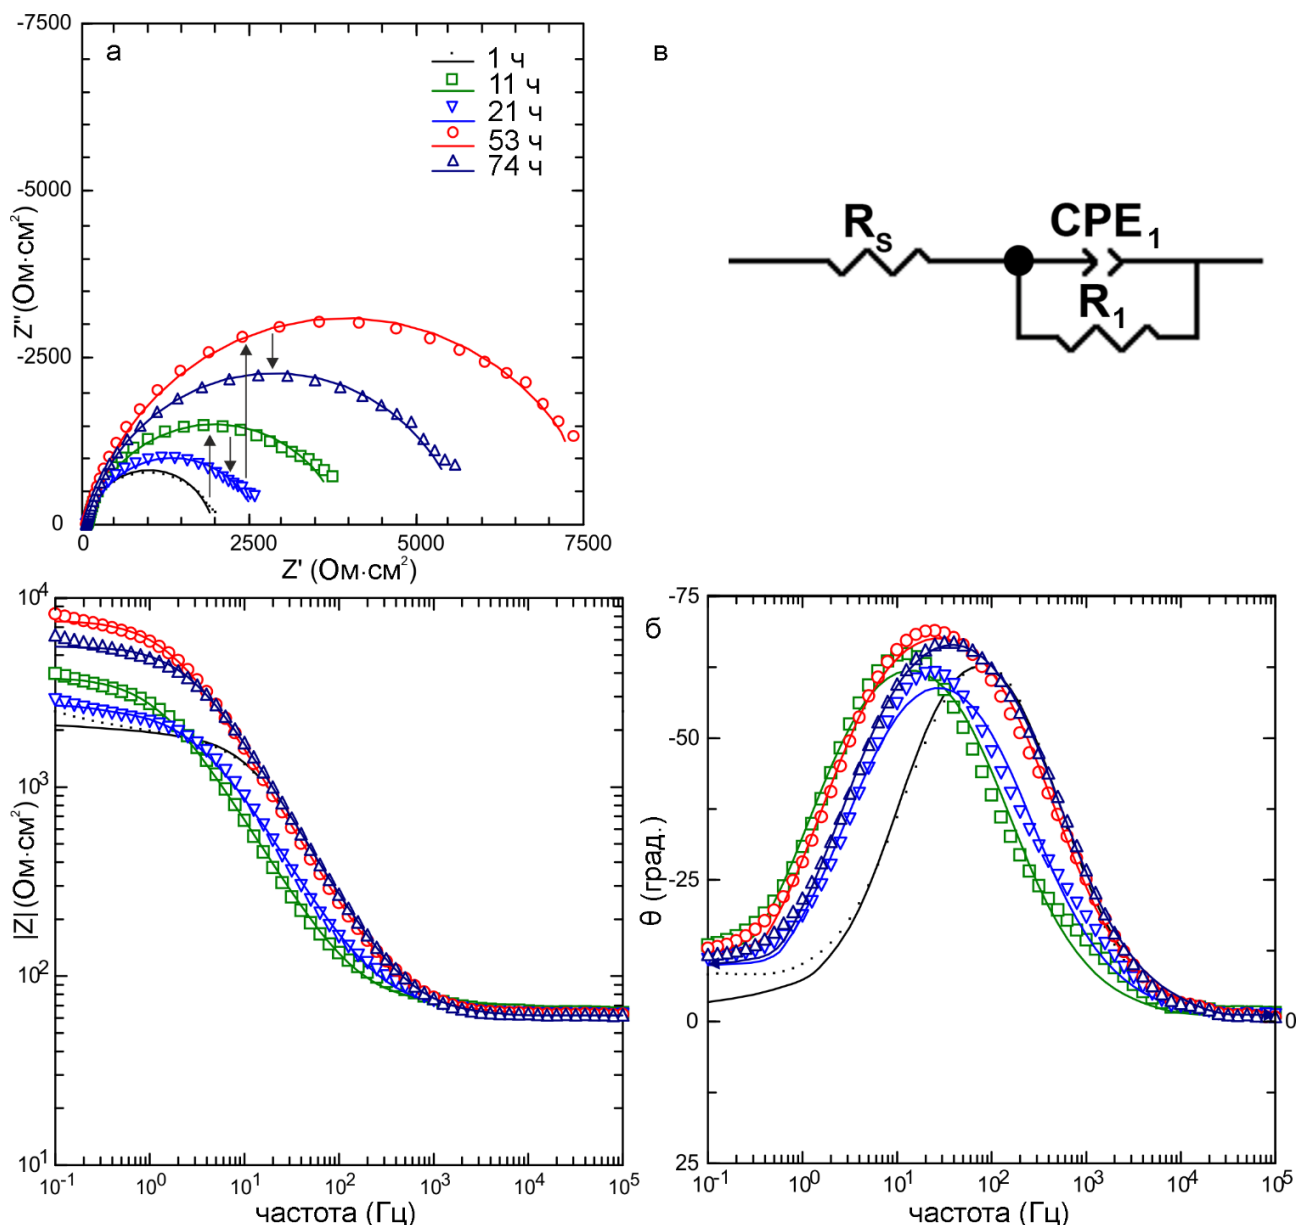 а
-7500
-5000
-2500
0
Z'' (Ом·см²)
0
2500
5000
7500
Z' (Ом·см²)
1 ч
11 ч
21 ч
53 ч
74 ч
в
R_S
CPE_1
R_1
10⁴
10³
10²
10¹
|Z| (Ом·см²)
10⁻¹
10⁰
10¹
10²
10³
10⁴
10⁵
частота (Гц)
б
-75
-50
-25
0
25
0
θ (град.)
10⁻¹
10⁰
10¹
10²
10³
10⁴
10⁵
частота (Гц)